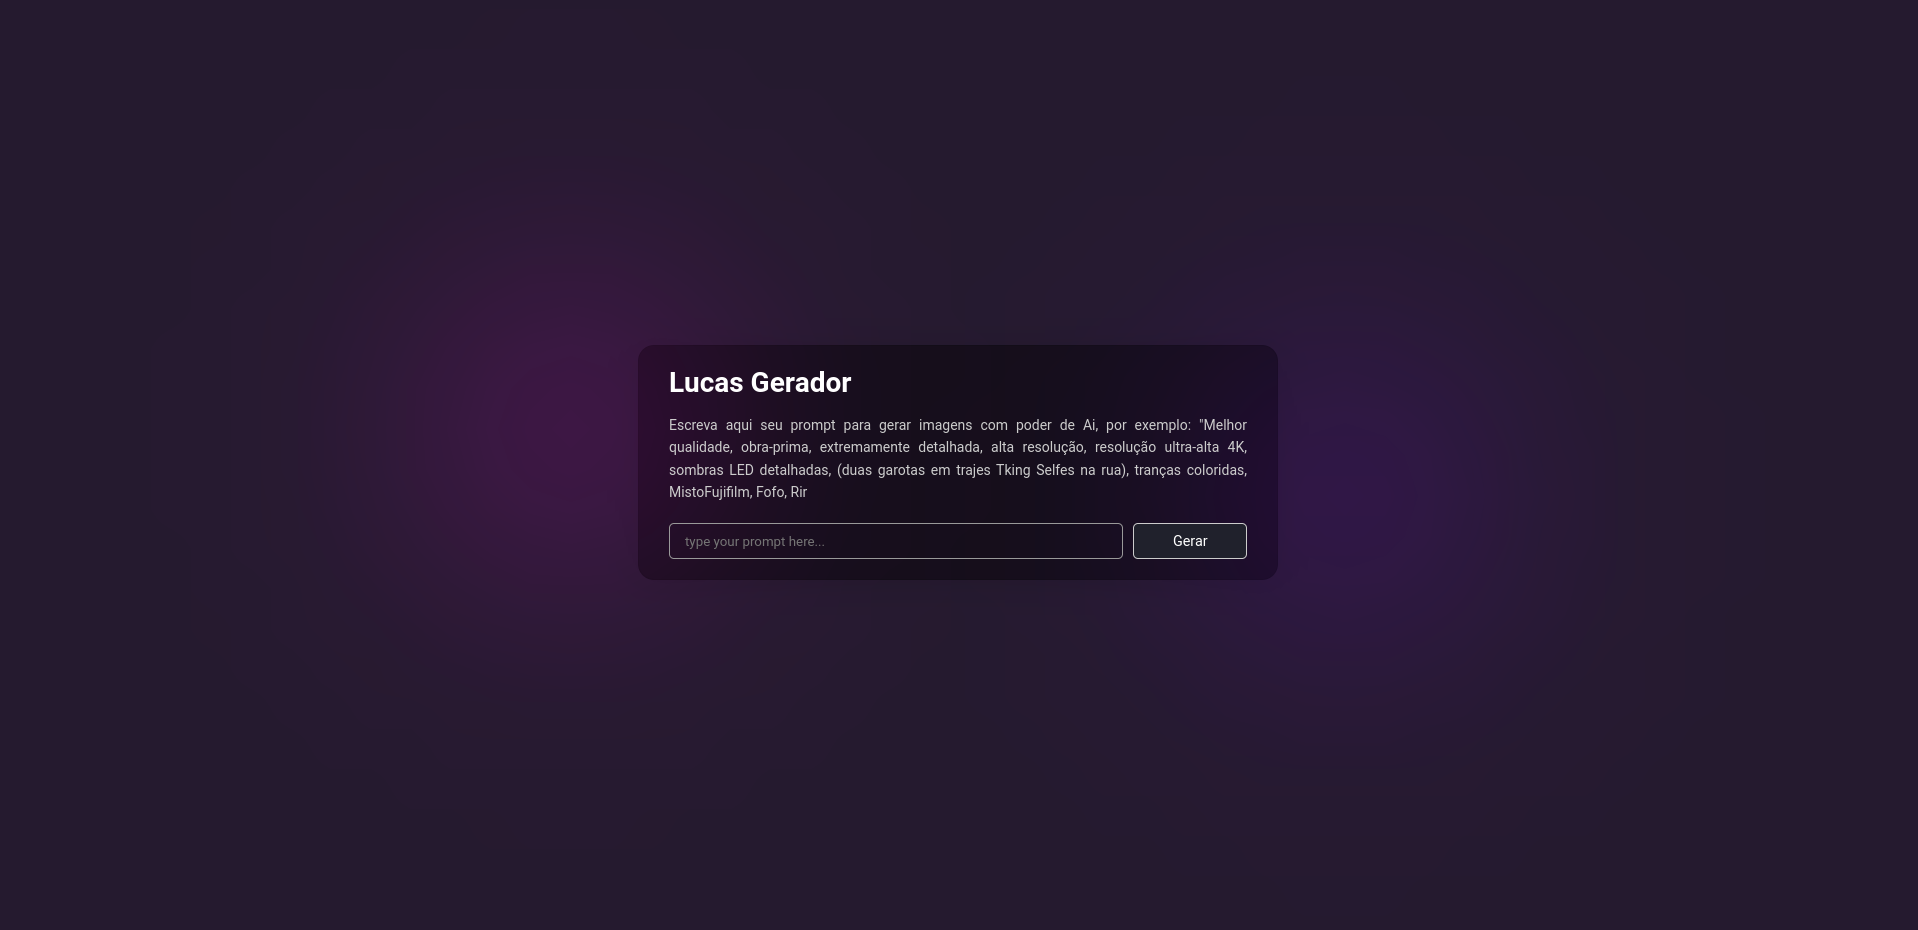 Lucas Gerador
Escreva aqui seu prompt para gerar imagens com poder de Ai, por exemplo: "Melhor
qualidade, obra-prima, extremamente detalhada, alta resolução, resolução ultra-alta 4K,
sombras LED detalhadas, (duas garotas em trajes Tking Selfes na rua), tranças coloridas,
MistoFujifilm, Fofo, Rir
type your prompt here...
Gerar